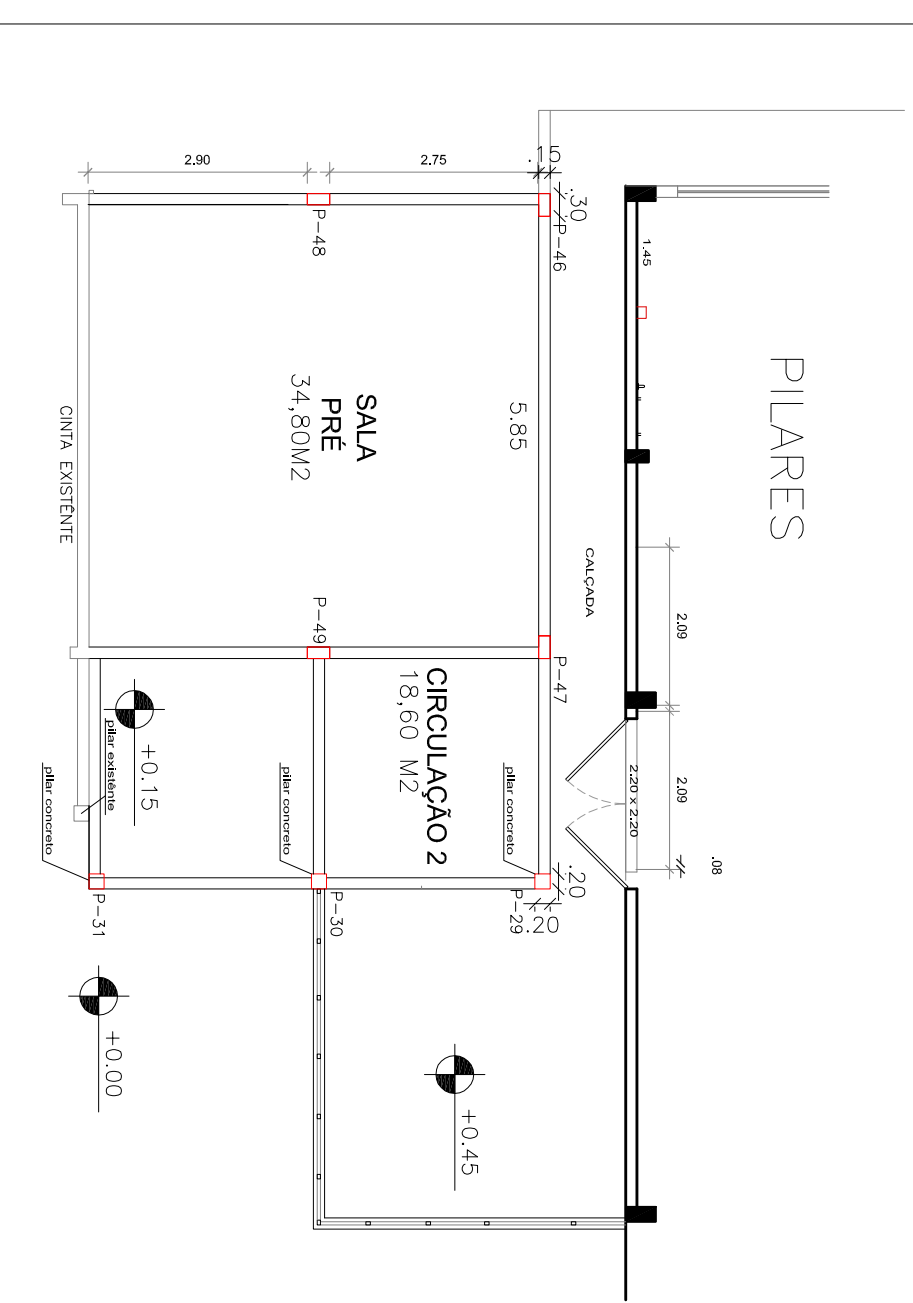 PILARES
2.09
2.09
.08
1.45
2.20 x 2.20
CALÇADA
.15
.30
P-46
P-47
P-29
.20
.20
5.85
2.75
2.90
SALA
PRÉ
34,80M2
CIRCULAÇÃO 2
18,60 M2
pilar concreto
+0.45
P-48
P-49
P-30
pilar concreto
+0.15
pilar existênte
P-31
+0.00
CINTA EXISTÊNTE
pilar concreto